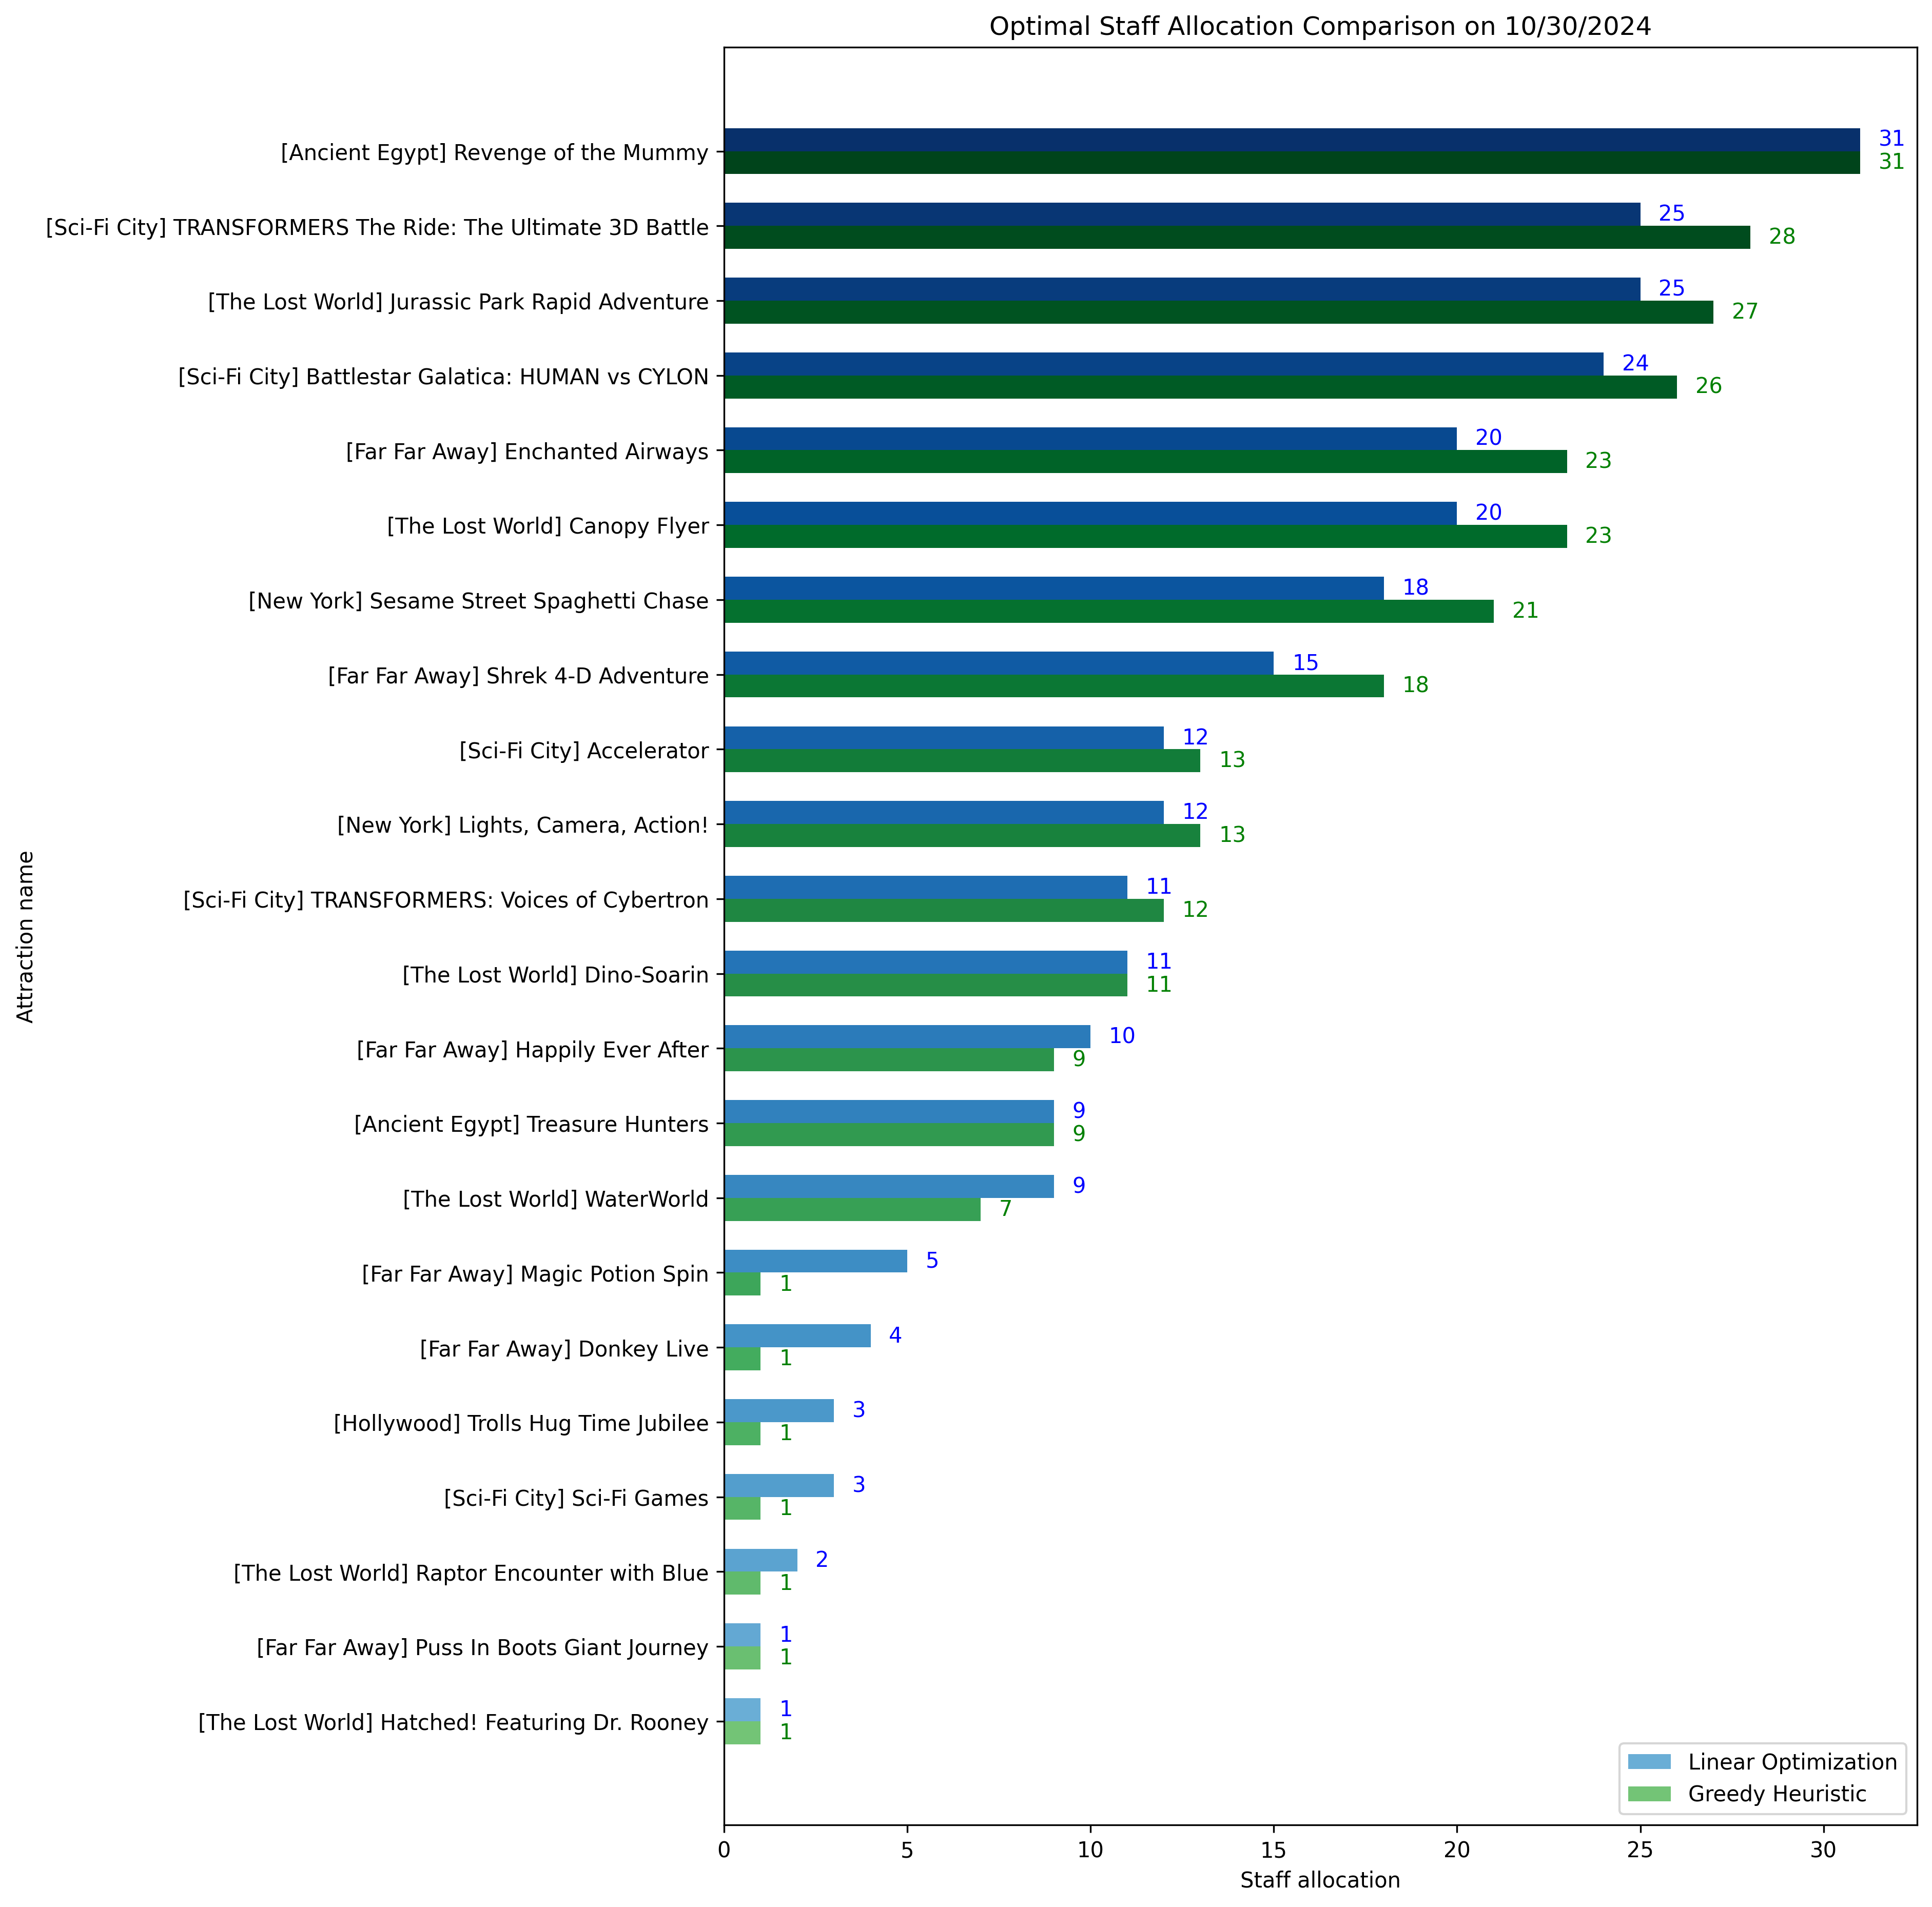 Optimal Staff Allocation Comparison on 10/30/2024
[Ancient Egypt] Revenge of the Mummy
31
31
[Sci-Fi City] TRANSFORMERS The Ride: The Ultimate 3D Battle
25
28
[The Lost World] Jurassic Park Rapid Adventure
25
27
[Sci-Fi City] Battlestar Galatica: HUMAN vs CYLON
24
26
[Far Far Away] Enchanted Airways
20
23
[The Lost World] Canopy Flyer
20
23
[New York] Sesame Street Spaghetti Chase
18
21
[Far Far Away] Shrek 4-D Adventure
15
18
[Sci-Fi City] Accelerator
12
13
[New York] Lights, Camera, Action!
12
13
[Sci-Fi City] TRANSFORMERS: Voices of Cybertron
11
12
[The Lost World] Dino-Soarin
11
11
[Far Far Away] Happily Ever After
10
9
[Ancient Egypt] Treasure Hunters
9
9
[The Lost World] WaterWorld
9
7
[Far Far Away] Magic Potion Spin
5
1
[Far Far Away] Donkey Live
4
1
[Hollywood] Trolls Hug Time Jubilee
3
1
[Sci-Fi City] Sci-Fi Games
3
1
[The Lost World] Raptor Encounter with Blue
2
1
[Far Far Away] Puss In Boots Giant Journey
1
1
[The Lost World] Hatched! Featuring Dr. Rooney
1
1
Attraction name
Linear Optimization
Greedy Heuristic
0 5 10 15 20 25 30
Staff allocation